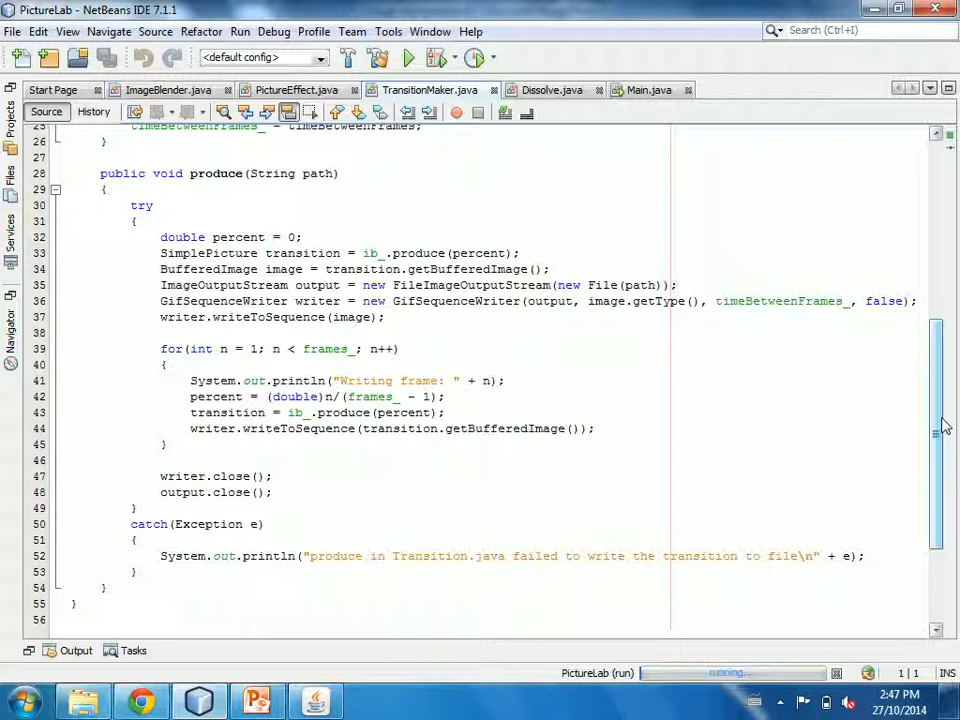 PictureLab - NetBeans IDE 7.1.1
File Edit View Navigate Source Refactor Run Debug Profile Team Tools Window Help
Search (Ctrl+I)
<default config>
Start Page ImageBlender.java PictureEffect.java TransitionMaker.java Dissolve.java Main.java
Source History
Projects
Files
Services
Navigator
25 timeBetweenFrames_ = timeBetweenFrames;
26 }
27
28 public void produce(String path)
29 {
30 try
31 {
32 double percent = 0;
33 SimplePicture transition = ib_.produce(percent);
34 BufferedImage image = transition.getBufferedImage();
35 ImageOutputStream output = new FileImageOutputStream(new File(path));
36 GifSequenceWriter writer = new GifSequenceWriter(output, image.getType(), timeBetweenFrames_, false);
37 writer.writeToSequence(image);
38
39 for(int n = 1; n < frames_; n++)
40 {
41 System.out.println("Writing frame: " + n);
42 percent = (double)n/(frames_ - 1);
43 transition = ib_.produce(percent);
44 writer.writeToSequence(transition.getBufferedImage());
45 }
46
47 writer.close();
48 output.close();
49 }
50 catch(Exception e)
51 {
52 System.out.println("produce in Transition.java failed to write the transition to file\n" + e);
53 }
54 }
55 }
56
Output Tasks
PictureLab (run) running... 1 | 1 INS
2:47 PM
27/10/2014